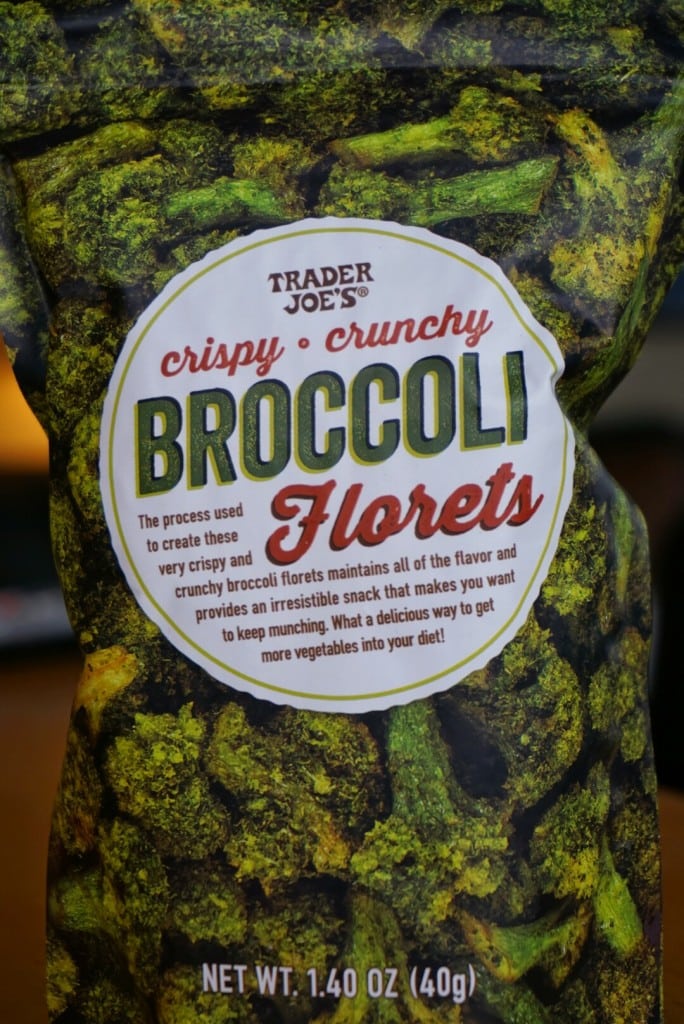 TRADER
JOE'S®
crispy • crunchy
BROCCOLI
Florets
The process used
to create these
very crispy and
crunchy broccoli florets maintains all of the flavor and
provides an irresistible snack that makes you want
to keep munching. What a delicious way to get
more vegetables into your diet!
NET WT. 1.40 OZ (40g)